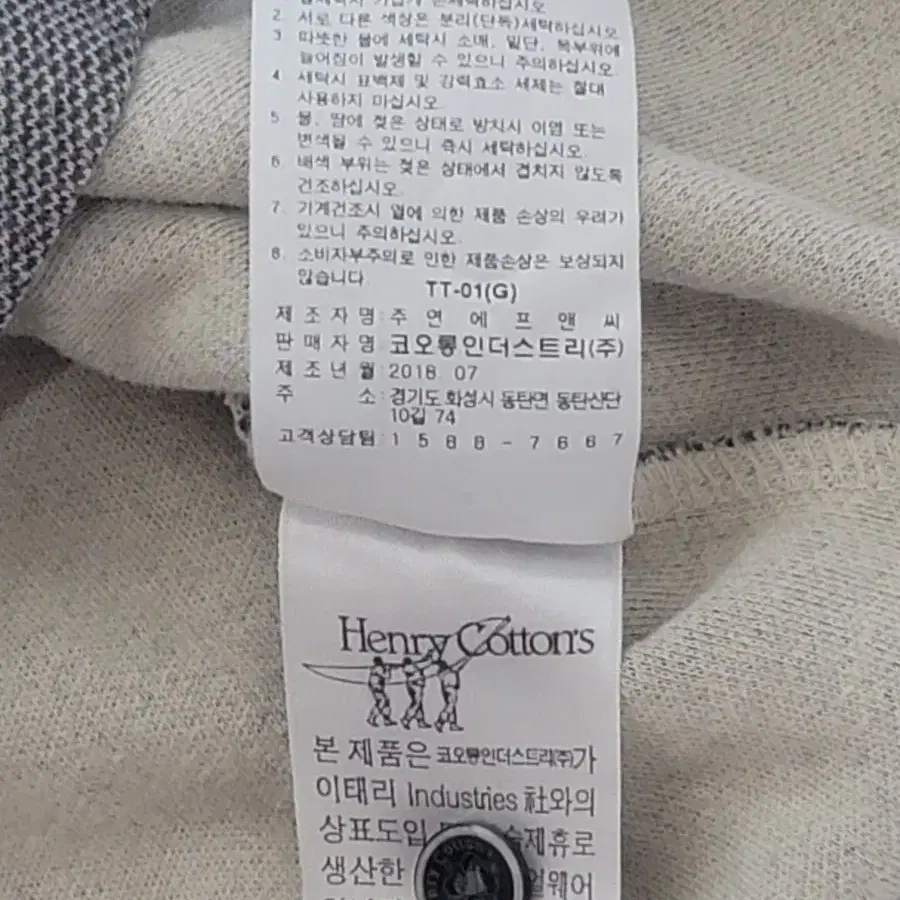 2. 서로 다른 색상은 분리(단독)세탁하십시오
3 따뜻한 물에 세탁시 소매, 밑단, 목부위에
늘어짐이 발생할 수 있으니 주의하십시오.
4 세탁시 표백제 및 강력효소 세제는 절대
사용하지 마십시오.
5 물, 땀에 젖은 상태로 방치시 이염 또는
변색될 수 있으니 즉시 세탁하십시오.
6. 배색 부위는 젖은 상태에서 겹치지 않도록
건조하십시오.
7. 기계건조시 열에 의한 제품 손상의 우려가
있으니 주의하십시오.
8. 소비자부주의로 인한 제품손상은 보상되지
않습니다
TT-01(G)
제조자명:주연에프앤씨
판매자명:코오롱인더스트리(주)
제조년월:2018. 07
주 소:경기도 화성시 동탄면 동탄산단
10길 74
고객상담팀:1588-7667
Henry Cotton's
본 제품은 코오롱인더스트리(주)가
이태리 Industries 社와의
상표도입 제휴로
생산한 웨어